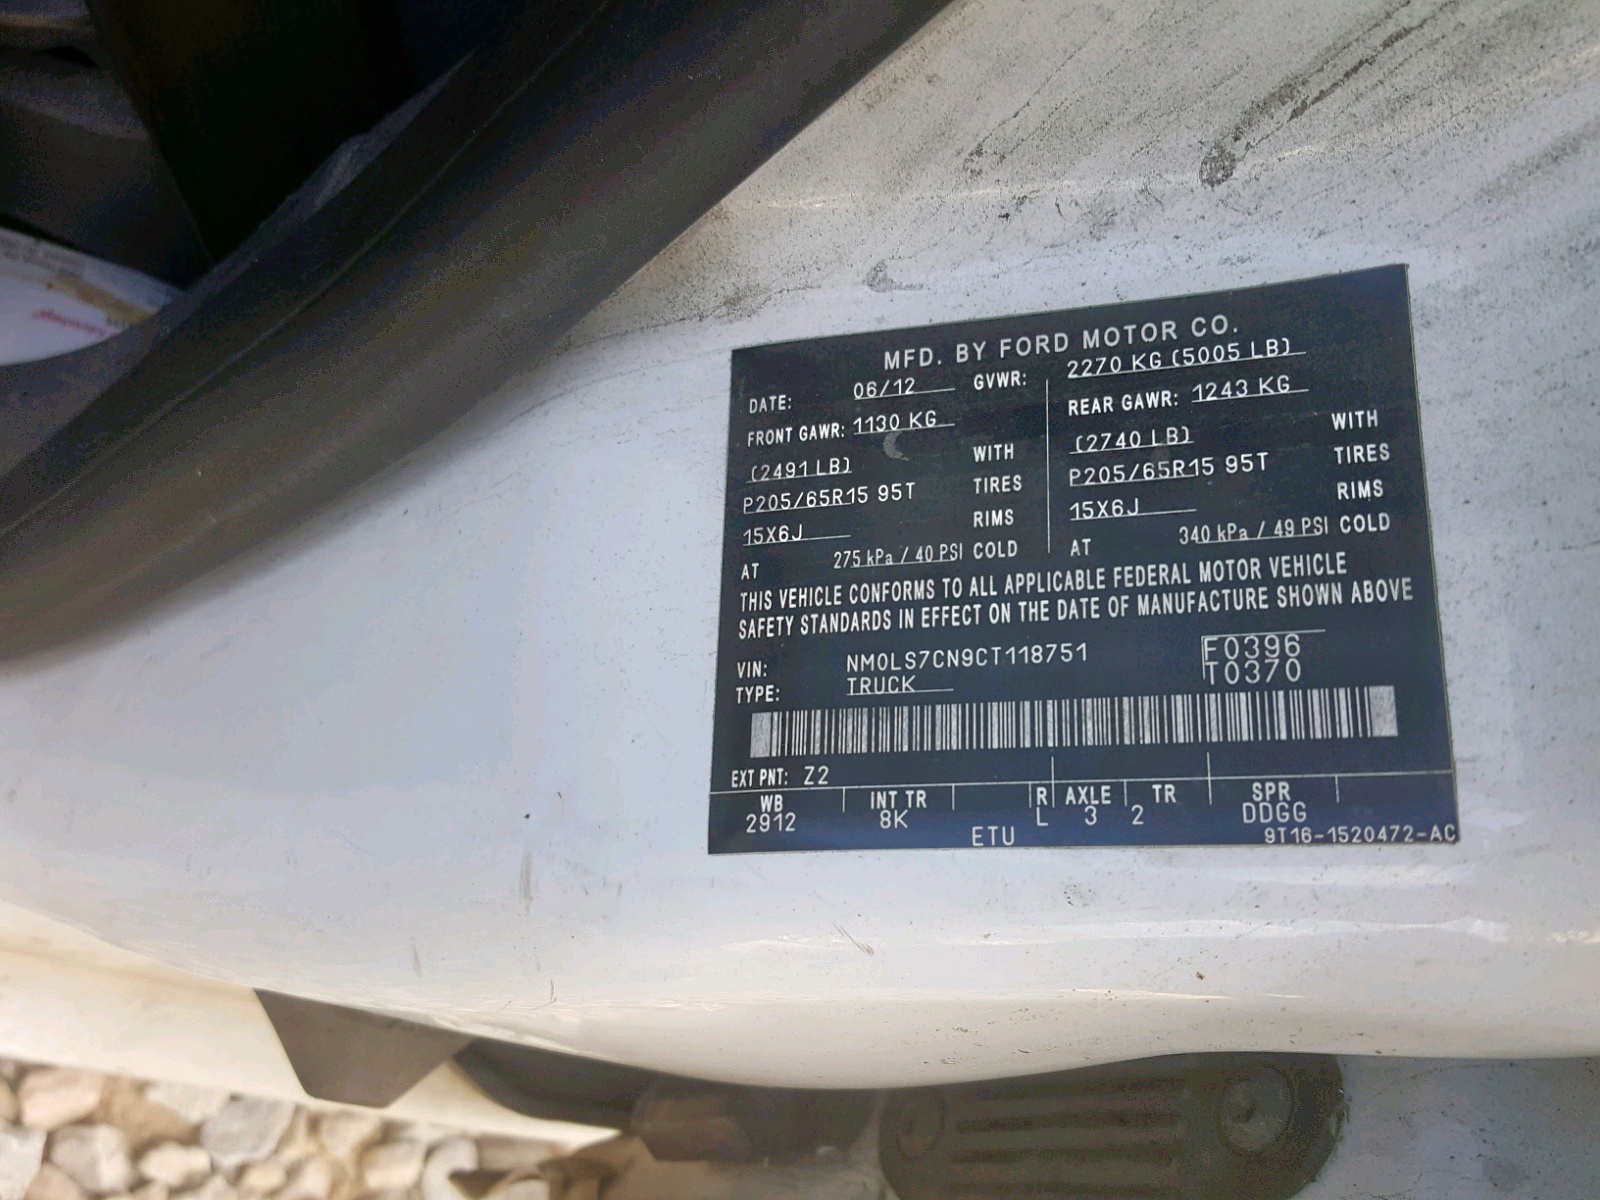 MFD. BY FORD MOTOR CO.
DATE: 06/12 GVWR: 2270 KG (5005 LB)
FRONT GAWR: 1130 KG REAR GAWR: 1243 KG
(2491 LB) WITH (2740 LB) WITH
P205/65R15 95T TIRES P205/65R15 95T TIRES
15X6J RIMS 15X6J RIMS
AT 275 kPa / 40 PSI COLD AT 340 kPa / 49 PSI COLD
THIS VEHICLE CONFORMS TO ALL APPLICABLE FEDERAL MOTOR VEHICLE
SAFETY STANDARDS IN EFFECT ON THE DATE OF MANUFACTURE SHOWN ABOVE
VIN: NM0LS7CN9CT118751 F0396
TYPE: TRUCK T0370
EXT PNT: Z2
WB INT TR R AXLE TR SPR
2912 8K L 3 2 DDGG
ETU 9T16-1520472-AC